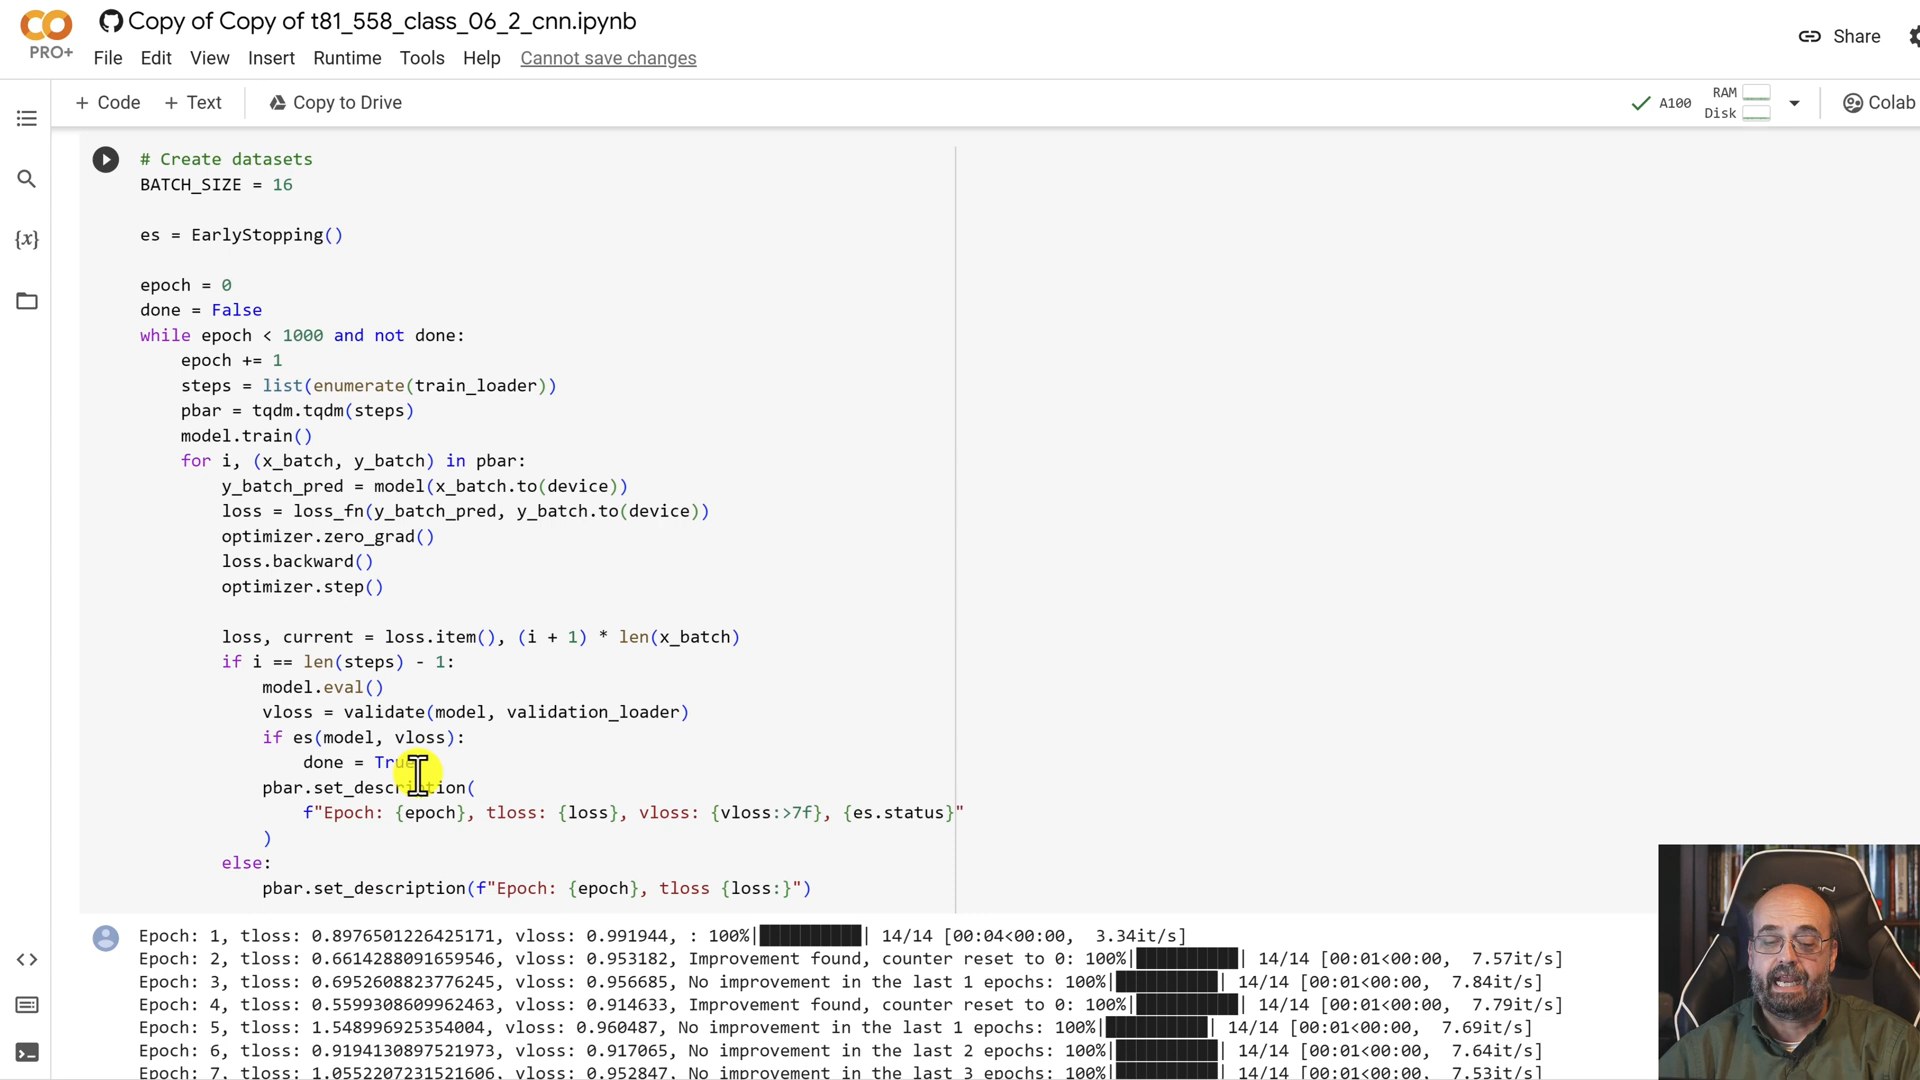 Copy of Copy of t81_558_class_06_2_cnn.ipynb
PRO+
File Edit View Insert Runtime Tools Help Cannot save changes
Share
+ Code + Text Copy to Drive
A100
RAM
Disk
Colab
# Create datasets
BATCH_SIZE = 16
es = EarlyStopping()
epoch = 0
done = False
while epoch < 1000 and not done:
    epoch += 1
    steps = list(enumerate(train_loader))
    pbar = tqdm.tqdm(steps)
    model.train()
    for i, (x_batch, y_batch) in pbar:
        y_batch_pred = model(x_batch.to(device))
        loss = loss_fn(y_batch_pred, y_batch.to(device))
        optimizer.zero_grad()
        loss.backward()
        optimizer.step()
        loss, current = loss.item(), (i + 1) * len(x_batch)
        if i == len(steps) - 1:
            model.eval()
            vloss = validate(model, validation_loader)
            if es(model, vloss):
                done = True
            pbar.set_description(
                f"Epoch: {epoch}, tloss: {loss}, vloss: {vloss:>7f}, {es.status}"
            )
        else:
            pbar.set_description(f"Epoch: {epoch}, tloss {loss:}")
Epoch: 1, tloss: 0.8976501226425171, vloss: 0.991944, : 100%|██████████| 14/14 [00:04<00:00, 3.34it/s]
Epoch: 2, tloss: 0.6614288091659546, vloss: 0.953182, Improvement found, counter reset to 0: 100%|██████████| 14/14 [00:01<00:00, 7.57it/s]
Epoch: 3, tloss: 0.6952608823776245, vloss: 0.956685, No improvement in the last 1 epochs: 100%|██████████| 14/14 [00:01<00:00, 7.84it/s]
Epoch: 4, tloss: 0.5599308609962463, vloss: 0.914633, Improvement found, counter reset to 0: 100%|██████████| 14/14 [00:01<00:00, 7.79it/s]
Epoch: 5, tloss: 1.548996925354004, vloss: 0.960487, No improvement in the last 1 epochs: 100%|██████████| 14/14 [00:01<00:00, 7.69it/s]
Epoch: 6, tloss: 0.9194130897521973, vloss: 0.917065, No improvement in the last 2 epochs: 100%|██████████| 14/14 [00:01<00:00, 7.64it/s]
Epoch: 7, tloss: 1.0552207231521606, vloss: 0.952847, No improvement in the last 3 epochs: 100%|██████████| 14/14 [00:01<00:00, 7.53it/s]